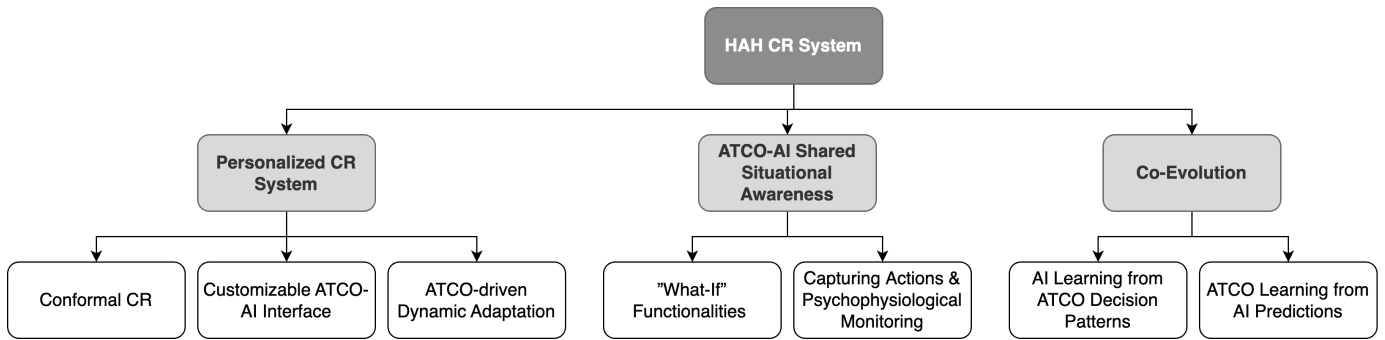 HAH CR System
Personalized CR
System
ATCO-AI Shared
Situational
Awareness
Co-Evolution
Conformal CR
Customizable ATCO-
AI Interface
ATCO-driven
Dynamic Adaptation
”What-If”
Functionalities
Capturing Actions &
Psychophysiological
Monitoring
AI Learning from
ATCO Decision
Patterns
ATCO Learning from
AI Predictions